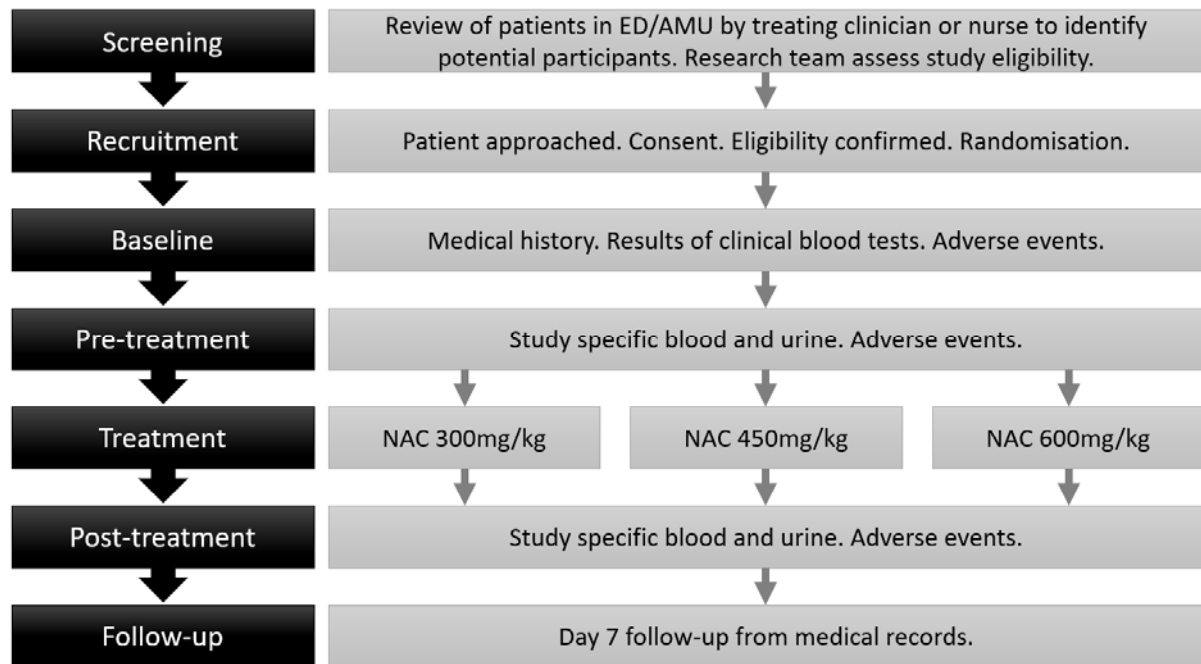 Screening
Review of patients in ED/AMU by treating clinician or nurse to identify
potential participants. Research team assess study eligibility.
Recruitment
Patient approached. Consent. Eligibility confirmed. Randomisation.
Baseline
Medical history. Results of clinical blood tests. Adverse events.
Pre-treatment
Study specific blood and urine. Adverse events.
Treatment
NAC 300mg/kg
NAC 450mg/kg
NAC 600mg/kg
Post-treatment
Study specific blood and urine. Adverse events.
Follow-up
Day 7 follow-up from medical records.